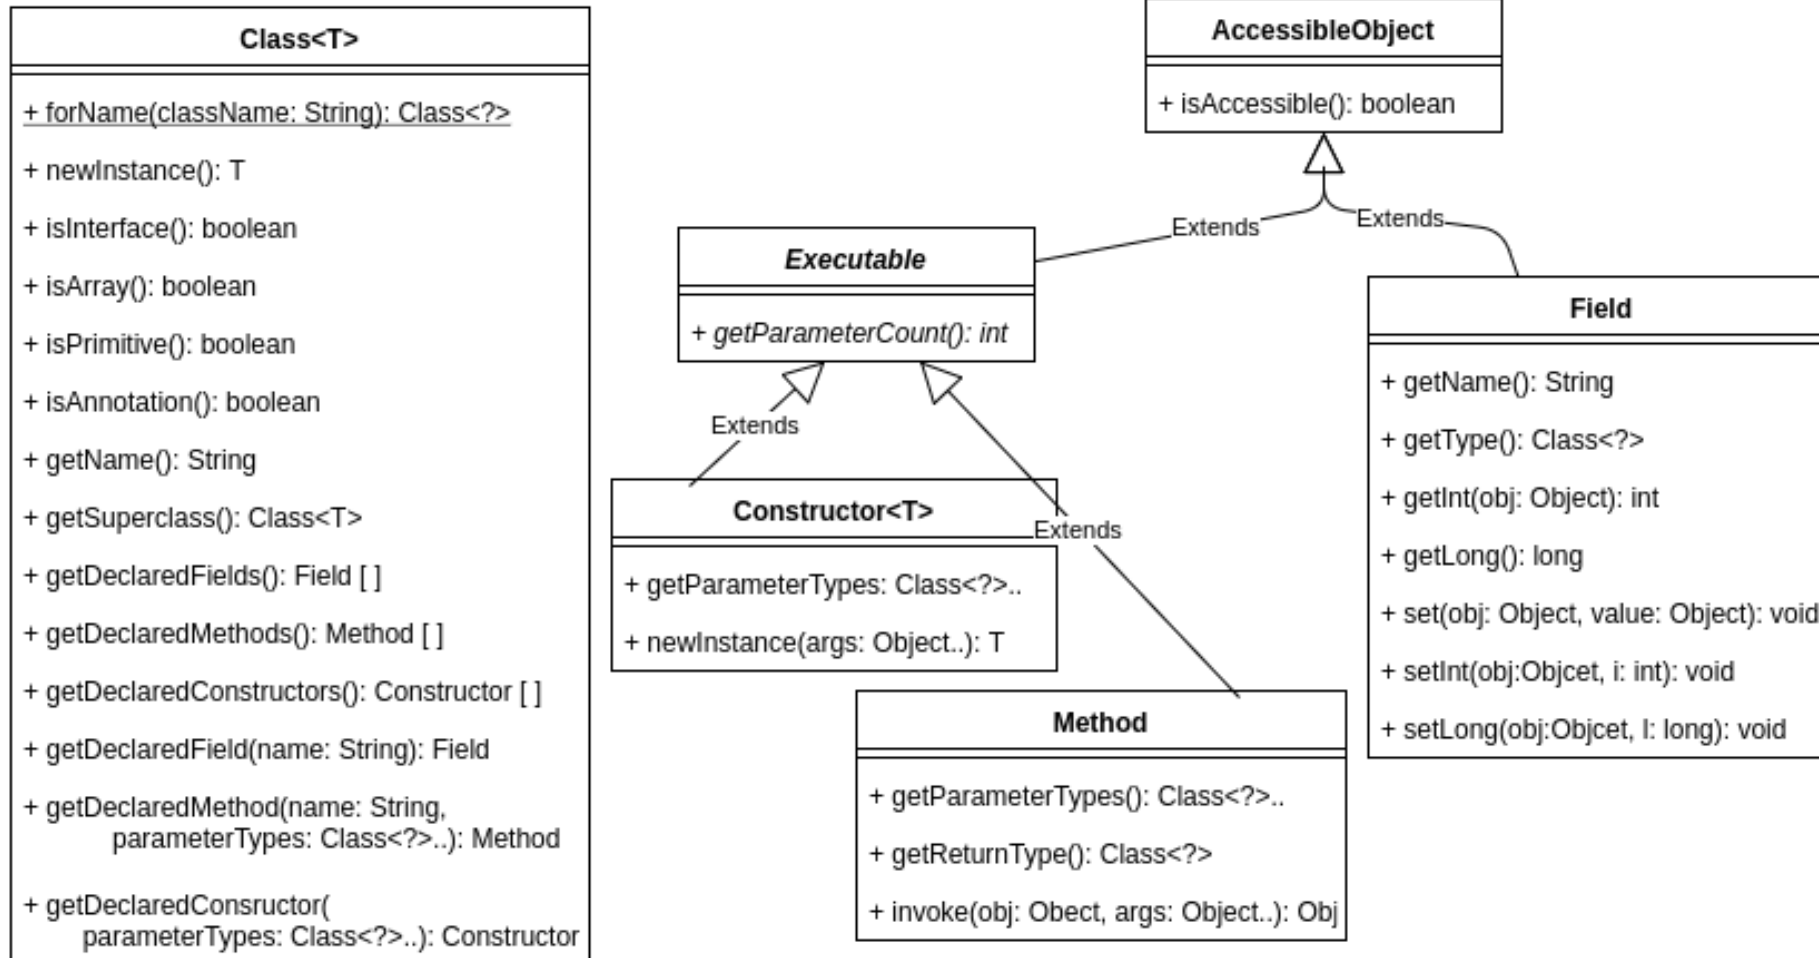 Class<T>
+ forName(className: String): Class<?>
+ newInstance(): T
+ isInterface(): boolean
+ isArray(): boolean
+ isPrimitive(): boolean
+ isAnnotation(): boolean
+ getName(): String
+ getSuperclass(): Class<T>
+ getDeclaredFields(): Field [ ]
+ getDeclaredMethods(): Method [ ]
+ getDeclaredConstructors(): Constructor [ ]
+ getDeclaredField(name: String): Field
+ getDeclaredMethod(name: String,
parameterTypes: Class<?>..): Method
+ getDeclaredConsructor(
parameterTypes: Class<?>..): Constructor
AccessibleObject
+ isAccessible(): boolean
Extends
Extends
Executable
+ getParameterCount(): int
Extends
Extends
Constructor<T>
+ getParameterTypes: Class<?>..
+ newInstance(args: Object..): T
Method
+ getParameterTypes(): Class<?>..
+ getReturnType(): Class<?>
+ invoke(obj: Obect, args: Object..): Obj
Field
+ getName(): String
+ getType(): Class<?>
+ getInt(obj: Object): int
+ getLong(): long
+ set(obj: Object, value: Object): void
+ setInt(obj:Objcet, i: int): void
+ setLong(obj:Objcet, l: long): void